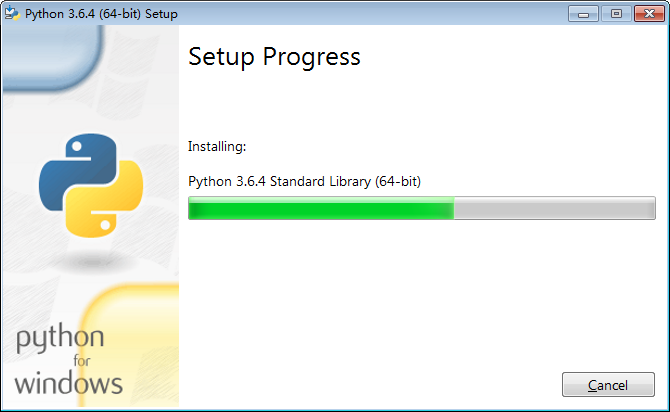 Python 3.6.4 (64-bit) Setup
Setup Progress
Installing:
Python 3.6.4 Standard Library (64-bit)
python
for
windows
Cancel